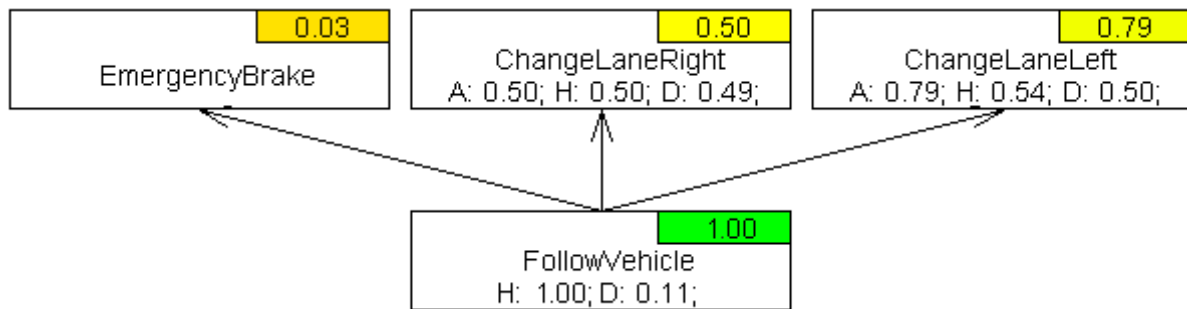 0.03
EmergencyBrake
0.50
ChangeLaneRight
A: 0.50; H: 0.50; D: 0.49;
0.79
ChangeLaneLeft
A: 0.79; H: 0.54; D: 0.50;
1.00
FollowVehicle
H: 1.00; D: 0.11;